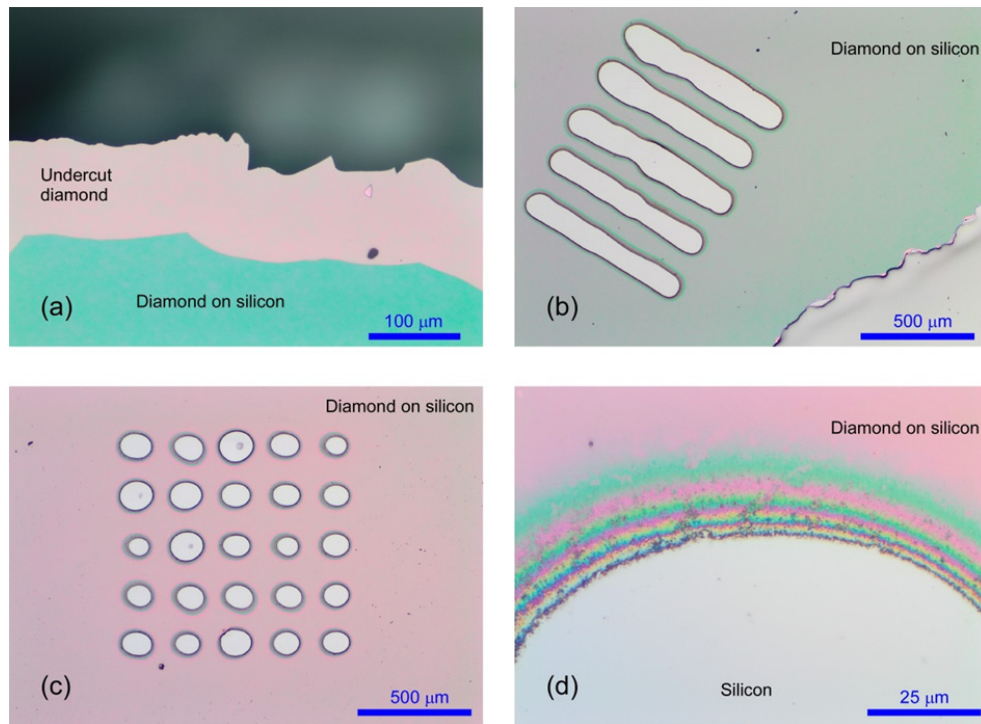 Undercut
diamond
Diamond on silicon
(a)
100 μm
Diamond on silicon
(b)
500 μm
Diamond on silicon
(c)
500 μm
Diamond on silicon
Silicon
(d)
25 μm